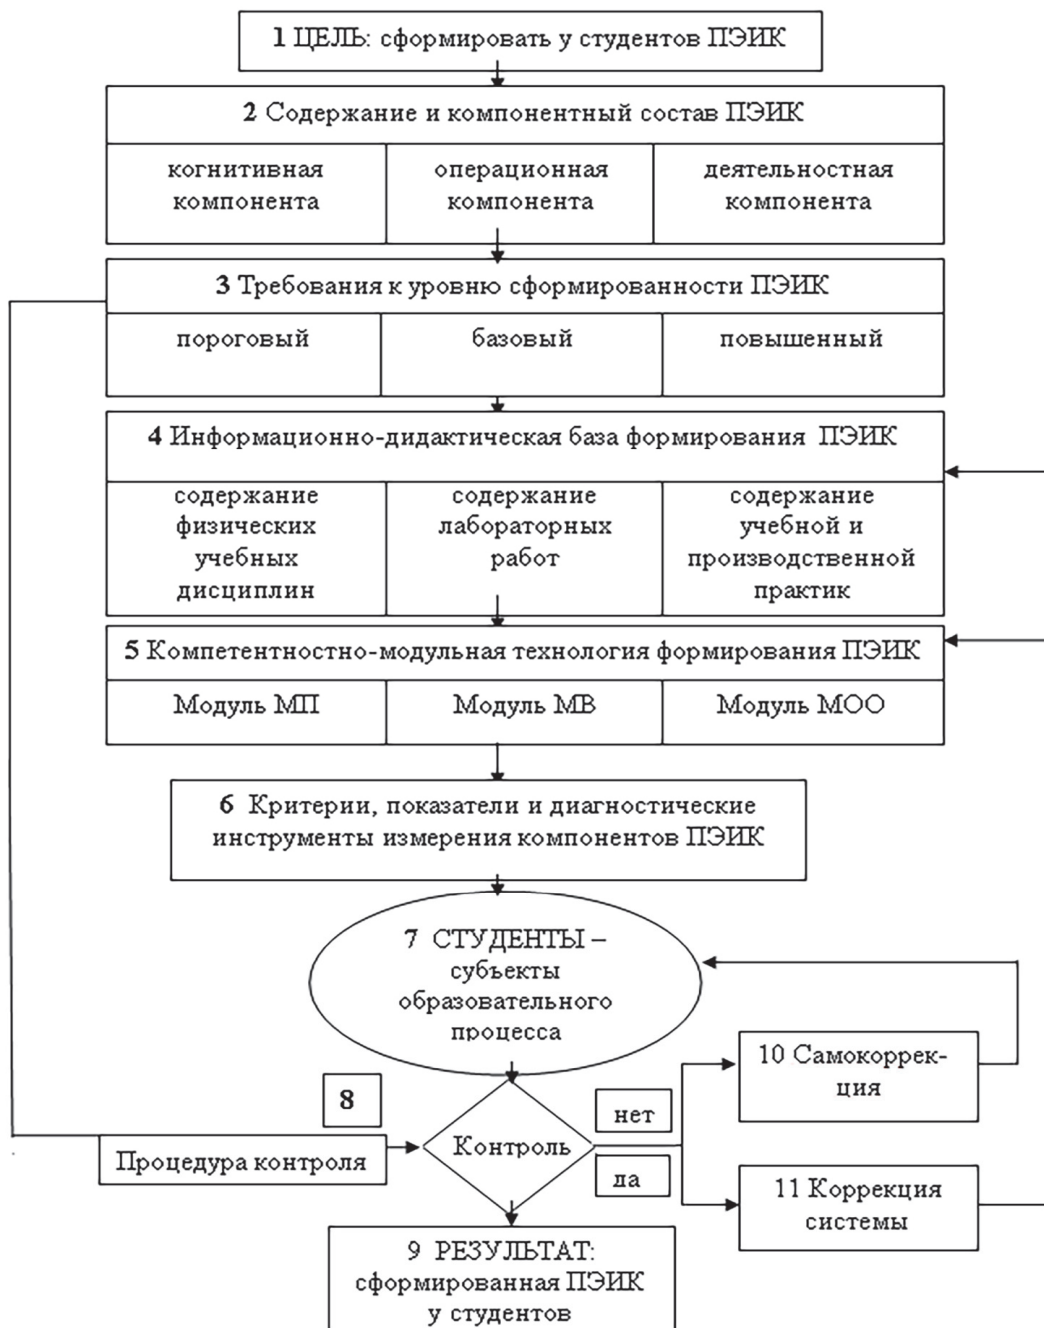 1 ЦЕЛЬ: сформировать у студентов ПЭИК
2 Содержание и компонентный состав ПЭИК
когнитивная
компонента
операционная
компонента
деятельностная
компонента
3 Требования к уровню сформированности ПЭИК
пороговый
базовый
повышенный
4 Информационно-дидактическая база формирования ПЭИК
содержание
физических
учебных
дисциплин
содержание
лабораторных
работ
содержание
учебной и
производственной
практик
5 Компетентностно-модульная технология формирования ПЭИК
Модуль МП
Модуль МВ
Модуль МОО
6 Критерии, показатели и диагностические
инструменты измерения компонентов ПЭИК
7 СТУДЕНТЫ –
субъекты
образовательного
процесса
8
Процедура контроля
Контроль
нет
да
10 Самокоррек-
ция
11 Коррекция
системы
9 РЕЗУЛЬТАТ:
сформированная ПЭИК
у студентов